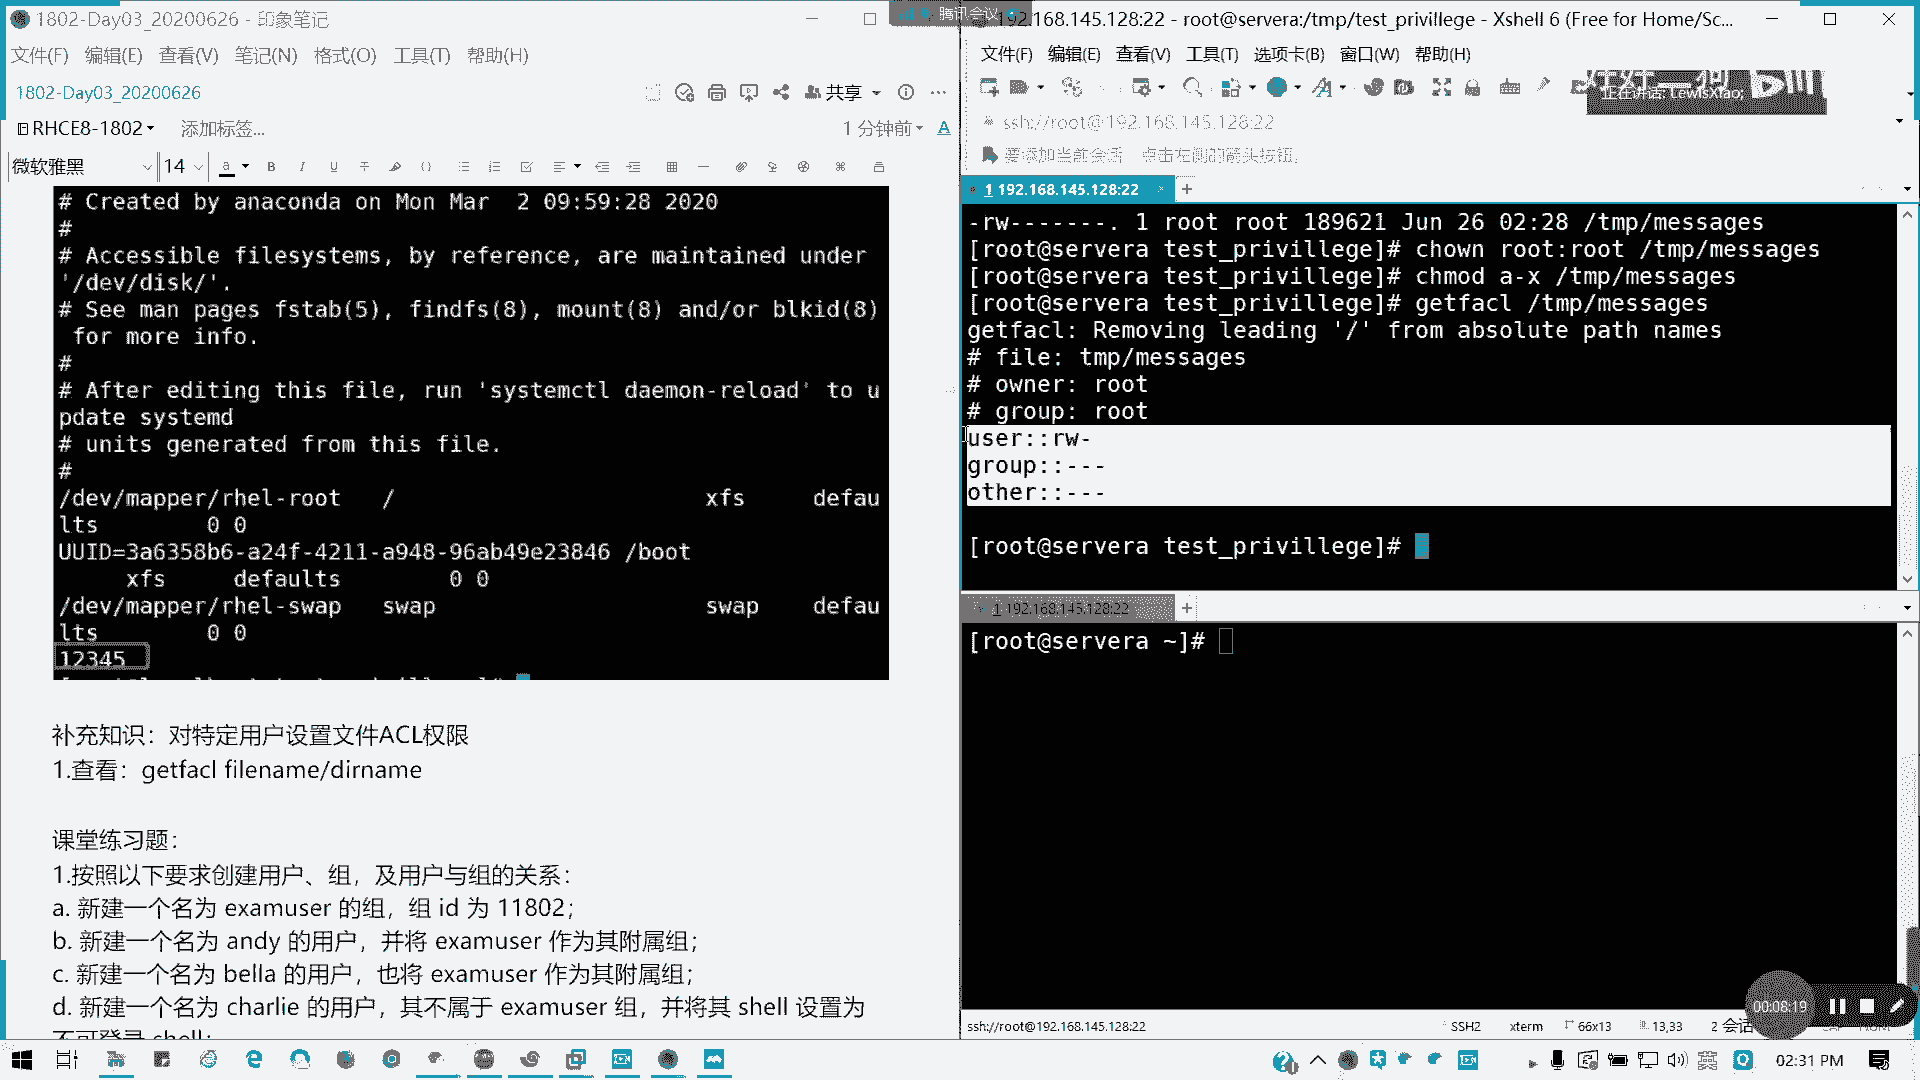 1802-Day03_20200626 - 印象笔记
文件(F) 编辑(E) 查看(V) 笔记(N) 格式(O) 工具(T) 帮助(H)
1802-Day03_20200626
共享
RHCE8-1802
添加标签...
1 分钟前
微软雅黑
14
# Created by anaconda on Mon Mar  2 09:59:28 2020
#
# Accessible filesystems, by reference, are maintained under
'/dev/disk/'.
# See man pages fstab(5), findfs(8), mount(8) and/or blkid(8)
 for more info.
#
# After editing this file, run 'systemctl daemon-reload' to u
pdate systemd
# units generated from this file.
#
/dev/mapper/rhel-root   /                       xfs     defau
lts        0 0
UUID=3a6358b6-a24f-4211-a948-96ab49e23846 /boot
     xfs     defaults        0 0
/dev/mapper/rhel-swap   swap                    swap    defau
lts        0 0
12345
补充知识：对特定用户设置文件ACL权限
1.查看：getfacl filename/dirname
课堂练习题：
1.按照以下要求创建用户、组，及用户与组的关系：
a. 新建一个名为 examuser 的组，组 id 为 11802；
b. 新建一个名为 andy 的用户，并将 examuser 作为其附属组；
c. 新建一个名为 bella 的用户，也将 examuser 作为其附属组；
d. 新建一个名为 charlie 的用户，其不属于 examuser 组，并将其 shell 设置为
不可登录 shell；
腾讯会议
192.168.145.128:22 - root@servera:/tmp/test_privillege - Xshell 6 (Free for Home/Sc...
文件(F) 编辑(E) 查看(V) 工具(T) 选项卡(B) 窗口(W) 帮助(H)
正在讲话: LewisXiao;
ssh://root@192.168.145.128:22
要添加当前会话，点击左侧的箭头按钮。
1 192.168.145.128:22
-rw-------. 1 root root 189621 Jun 26 02:28 /tmp/messages
[root@servera test_privillege]# chown root:root /tmp/messages
[root@servera test_privillege]# chmod a-x /tmp/messages
[root@servera test_privillege]# getfacl /tmp/messages
getfacl: Removing leading '/' from absolute path names
# file: tmp/messages
# owner: root
# group: root
user::rw-
group::---
other::---
[root@servera test_privillege]#
1 192.168.145.128:22
[root@servera ~]#
00:08:19
ssh://root@192.168.145.128:22
SSH2
xterm
66x13
13,33
2 会话
02:31 PM